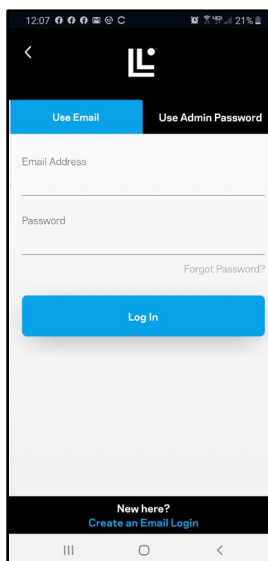 12:07
21%
Use Email
Use Admin Password
Email Address
Password
Forgot Password?
Log In
New here?
Create an Email Login